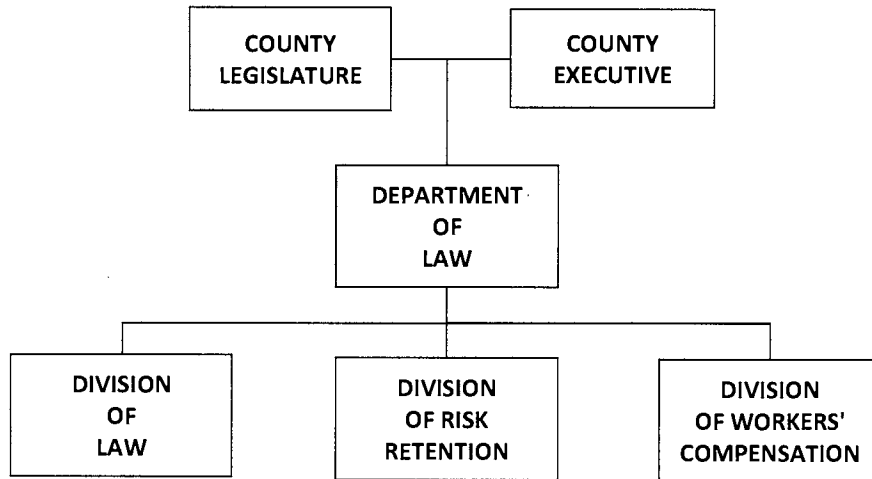 COUNTY
LEGISLATURE
COUNTY
EXECUTIVE
DEPARTMENT
OF
LAW
DIVISION
OF
LAW
DIVISION
OF RISK
RETENTION
DIVISION
OF WORKERS'
COMPENSATION